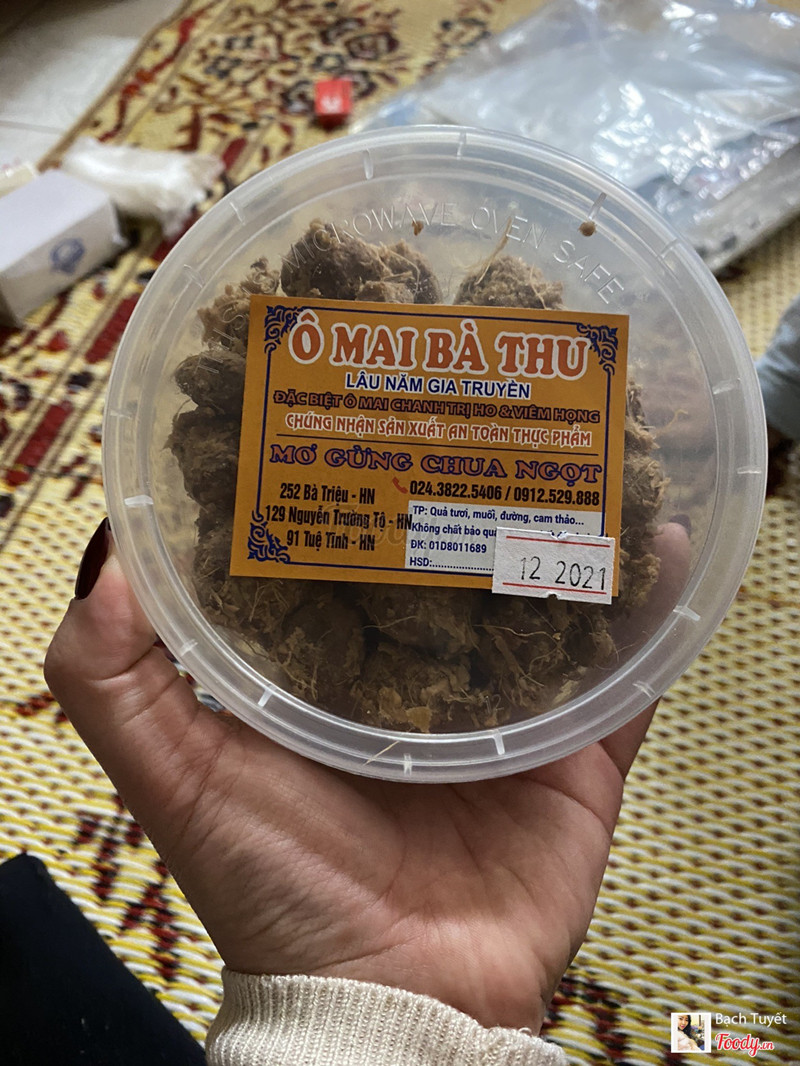 MICROWAVE OVEN SAFE
Ô MAI BÀ THU
LÂU NĂM GIA TRUYỀN
ĐẶC BIỆT Ô MAI CHANH TRỊ HO & VIÊM HỌNG
CHỨNG NHẬN SẢN XUẤT AN TOÀN THỰC PHẨM
MƠ GỪNG CHUA NGỌT
252 Bà Triệu - HN
129 Nguyễn Trường Tộ - HN
91 Tuệ Tĩnh - HN
024.3822.5406 / 0912.529.888
TP: Quả tươi, muối, đường, cam thảo...
Không chất bảo
ĐK: 01D8011689
HSD:..................
12 2021
Foody
Bạch Tuyết
Foody.vn